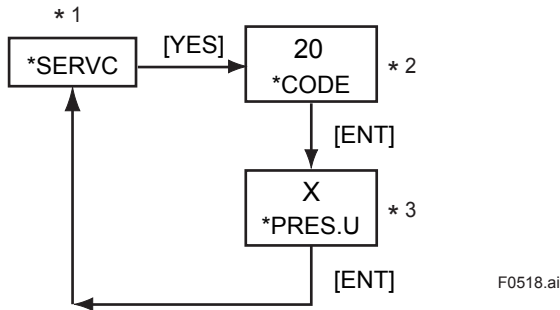 * 1
*SERVC
[YES]
20
*CODE
* 2
[ENT]
X
*PRES.U
* 3
[ENT]
F0518.ai